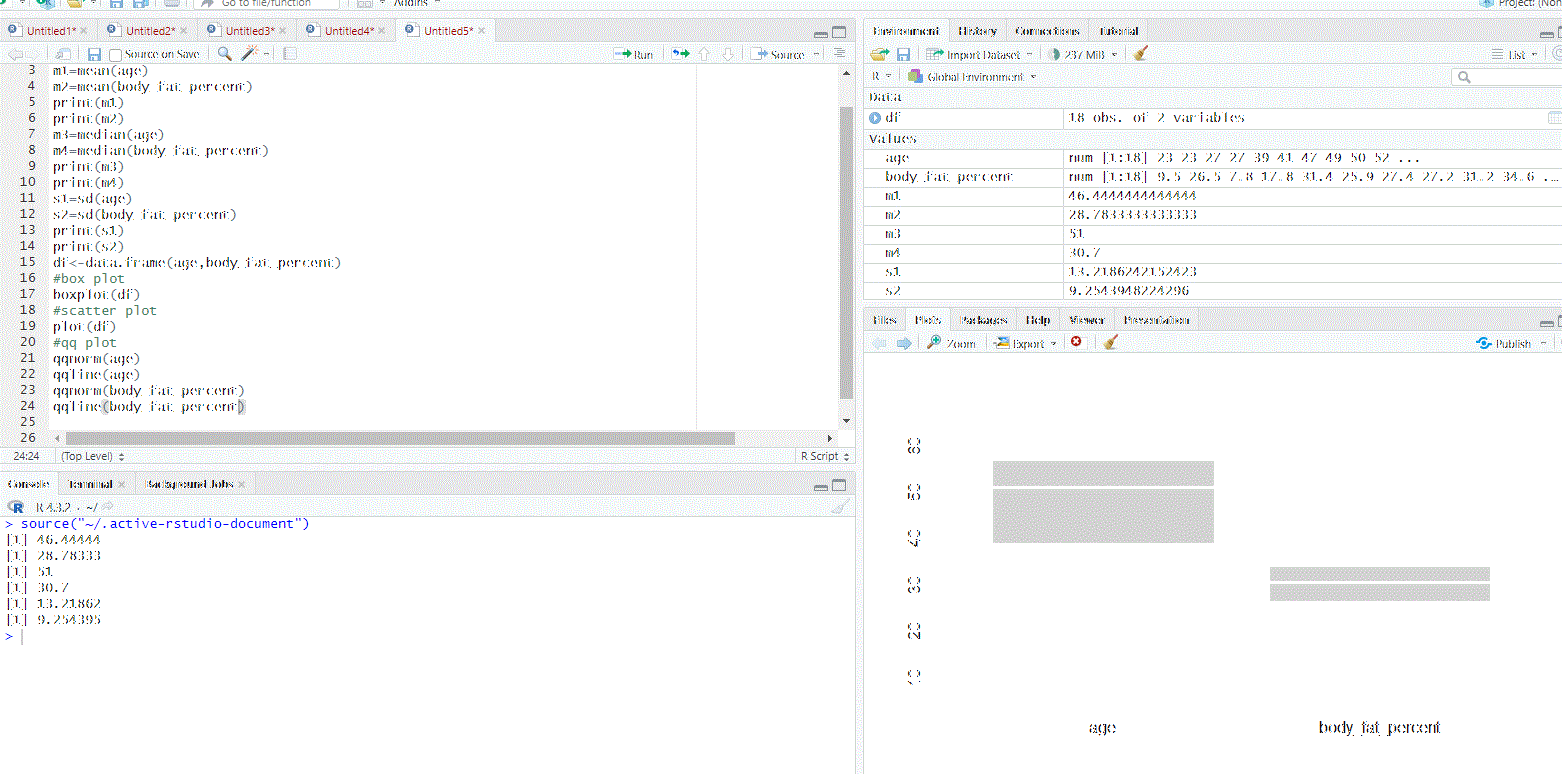 Go to file/function
Addins
Project: (Non
Untitled1*
Untitled2*
Untitled3*
Untitled4*
Untitled5*
Source on Save
Run
Source
3 m1=mean(age)
4 m2=mean(body_fat_percent)
5 print(m1)
6 print(m2)
7 m3=median(age)
8 m4=median(body_fat_percent)
9 print(m3)
10 print(m4)
11 s1=sd(age)
12 s2=sd(body_fat_percent)
13 print(s1)
14 print(s2)
15 df<-data.frame(age,body_fat_percent)
16 #box plot
17 boxplot(df)
18 #scatter plot
19 plot(df)
20 #qq plot
21 qqnorm(age)
22 qqline(age)
23 qqnorm(body_fat_percent)
24 qqline(body_fat_percent)
25
26
24:24 (Top Level) R Script
Console Terminal Background Jobs
R 4.3.2 · ~/
> source("~/.active-rstudio-document")
[1] 46.44444
[1] 28.78333
[1] 51
[1] 30.7
[1] 13.21862
[1] 9.254395
>
Environment History Connections Tutorial
Import Dataset 237 MiB List
R Global Environment
Data
df 18 obs. of 2 variables
Values
age num [1:18] 23 23 27 27 39 41 47 49 50 52 ...
body_fat_percent num [1:18] 9.5 26.5 7.8 17.8 31.4 25.9 27.4 27.2 31.2 34.6 ...
m1 46.4444444444444
m2 28.7833333333333
m3 51
m4 30.7
s1 13.2186242152423
s2 9.2543948224296
Files Plots Packages Help Viewer Presentation
Zoom Export Publish
60
50
40
30
20
10
age body_fat_percent